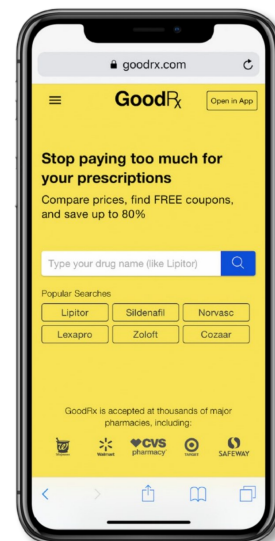 goodrx.com
GoodRx
Open in App
Stop paying too much for
your prescriptions
Compare prices, find FREE coupons,
and save up to 80%
Type your drug name (like Lipitor)
Popular Searches
Lipitor Sildenafil Norvasc
Lexapro Zoloft Cozaar
GoodRx is accepted at thousands of major
pharmacies, including:
Walmart CVS pharmacy SAFEWAY